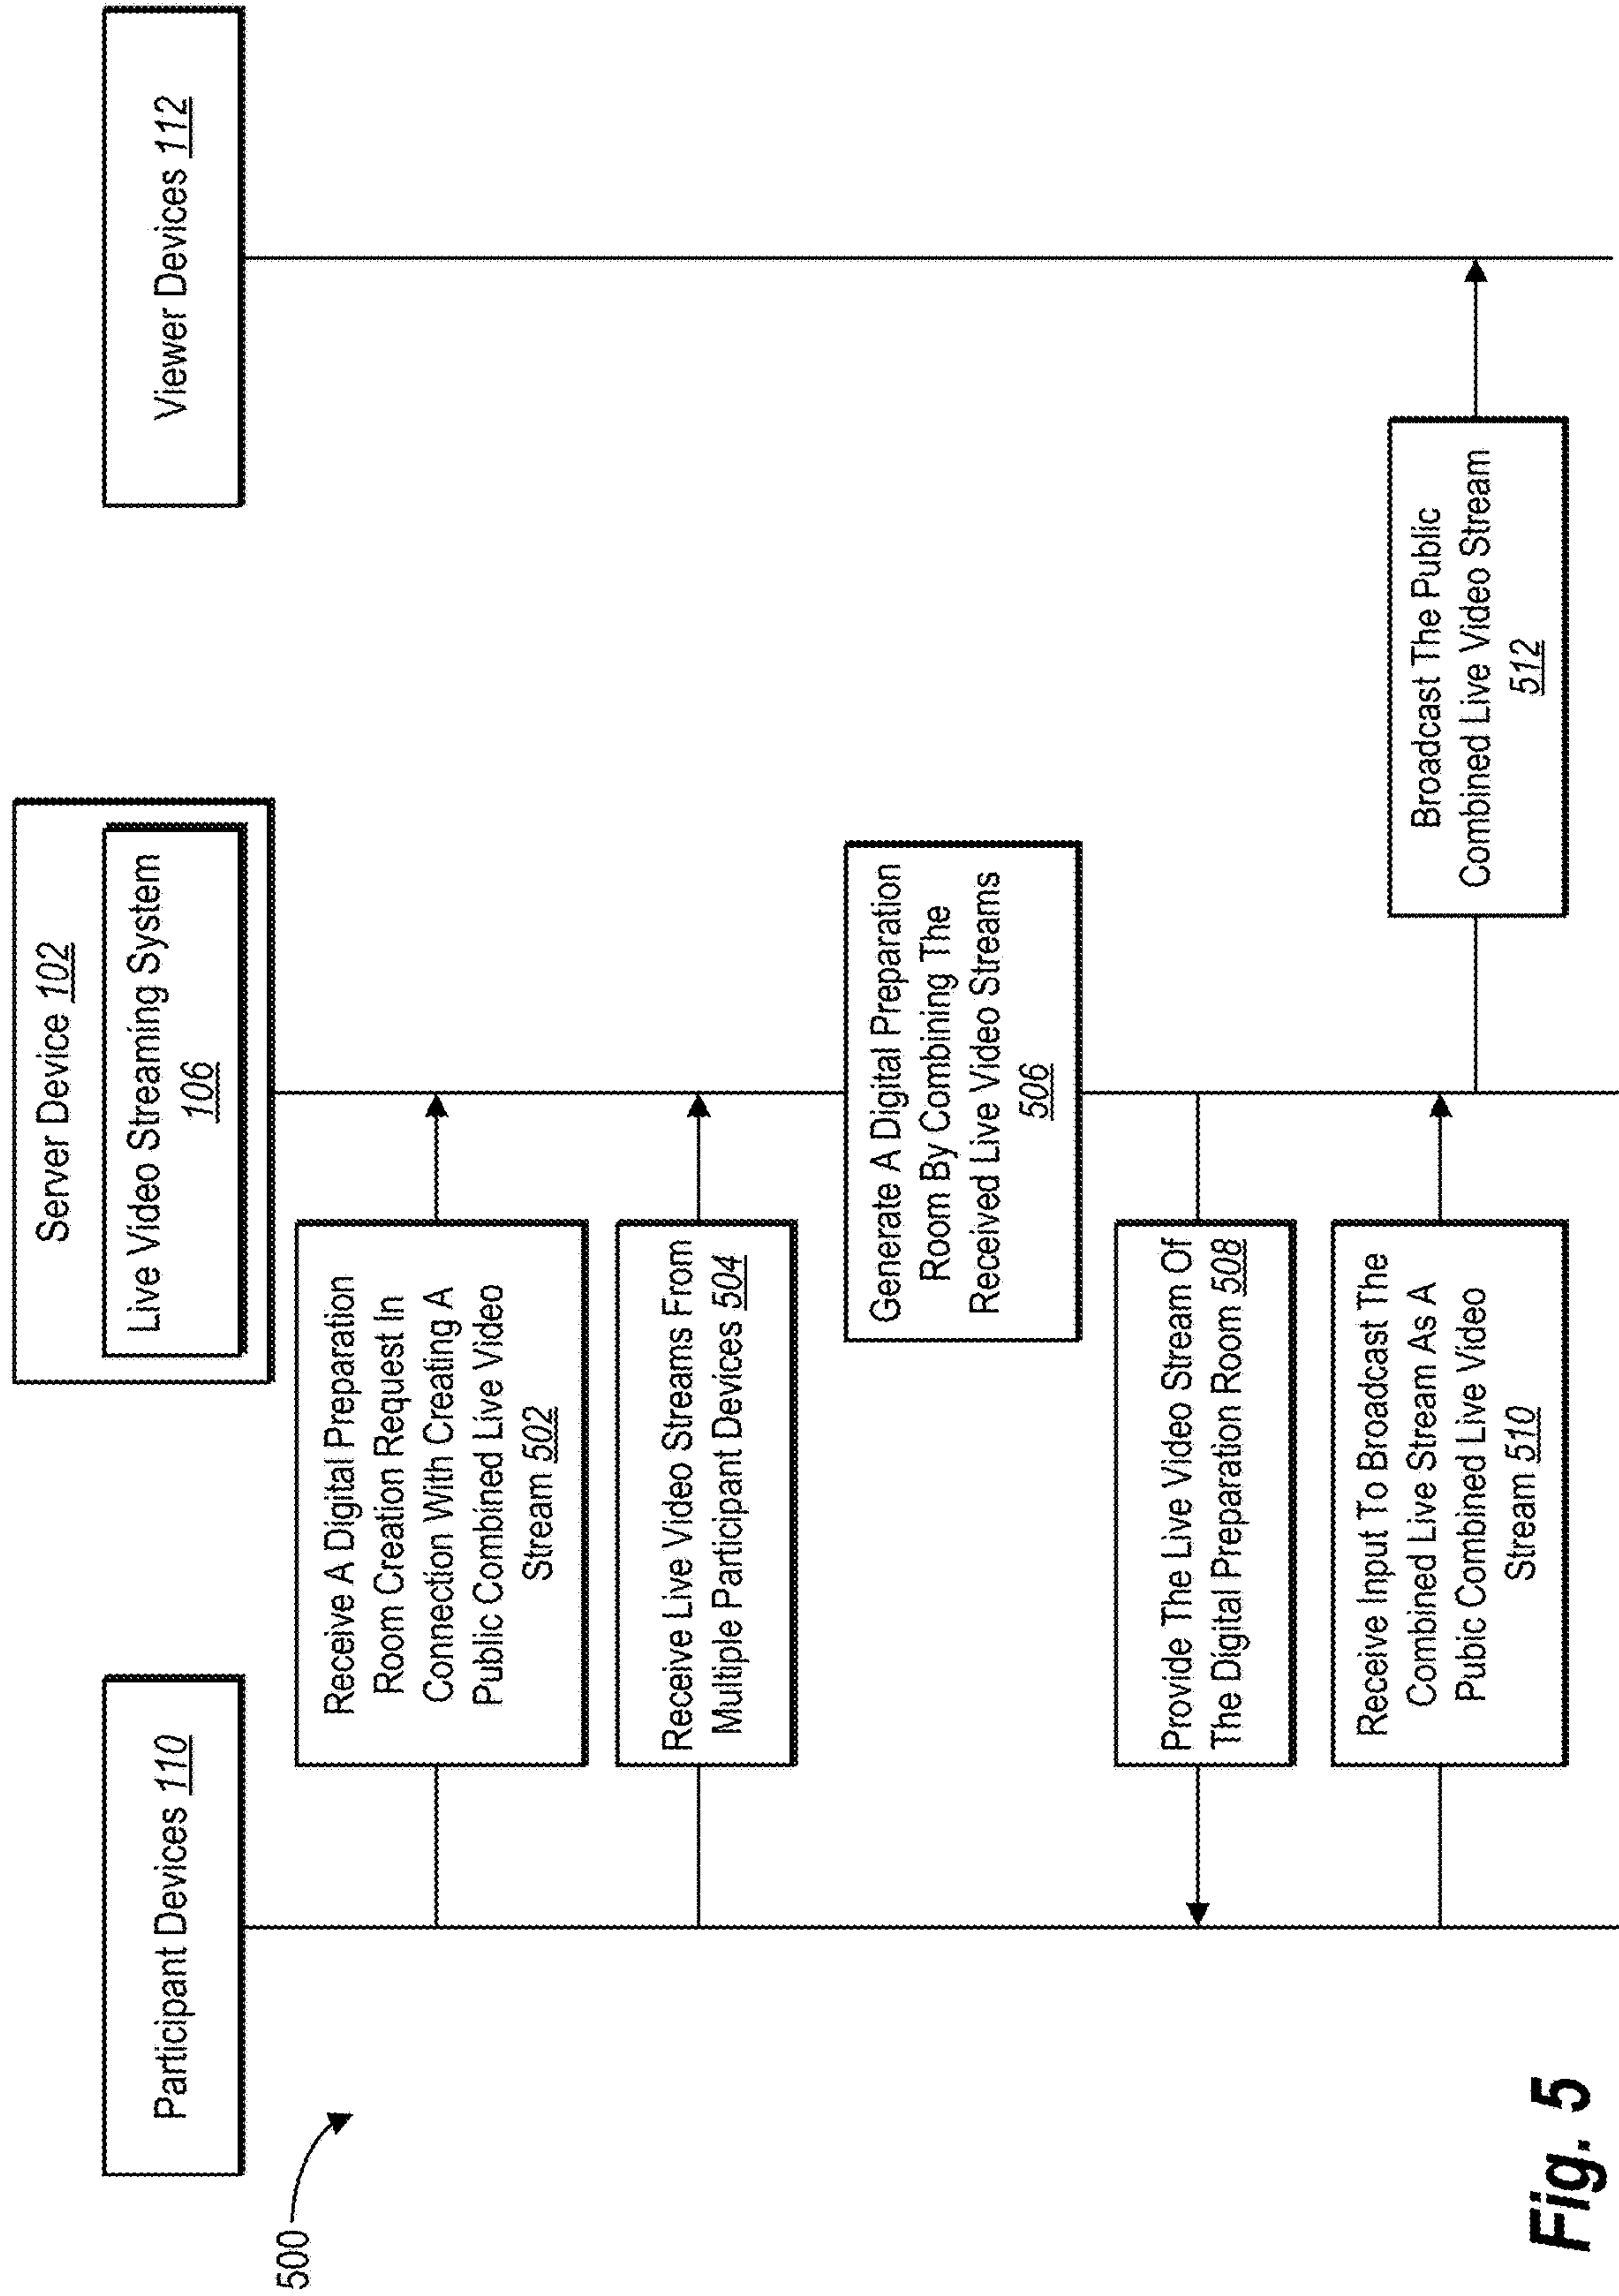 Participant Devices 110
Server Device 102
Live Video Streaming System
106
Viewer Devices 112
500
Receive A Digital Preparation
Room Creation Request In
Connection With Creating A
Public Combined Live Video
Stream 502
Receive Live Video Streams From
Multiple Participant Devices 504
Generate A Digital Preparation
Room By Combining The
Received Live Video Streams
506
Provide The Live Video Stream Of
The Digital Preparation Room 508
Receive Input To Broadcast The
Combined Live Stream As A
Pubic Combined Live Video
Stream 510
Broadcast The Public
Combined Live Video Stream
512
Fig. 5